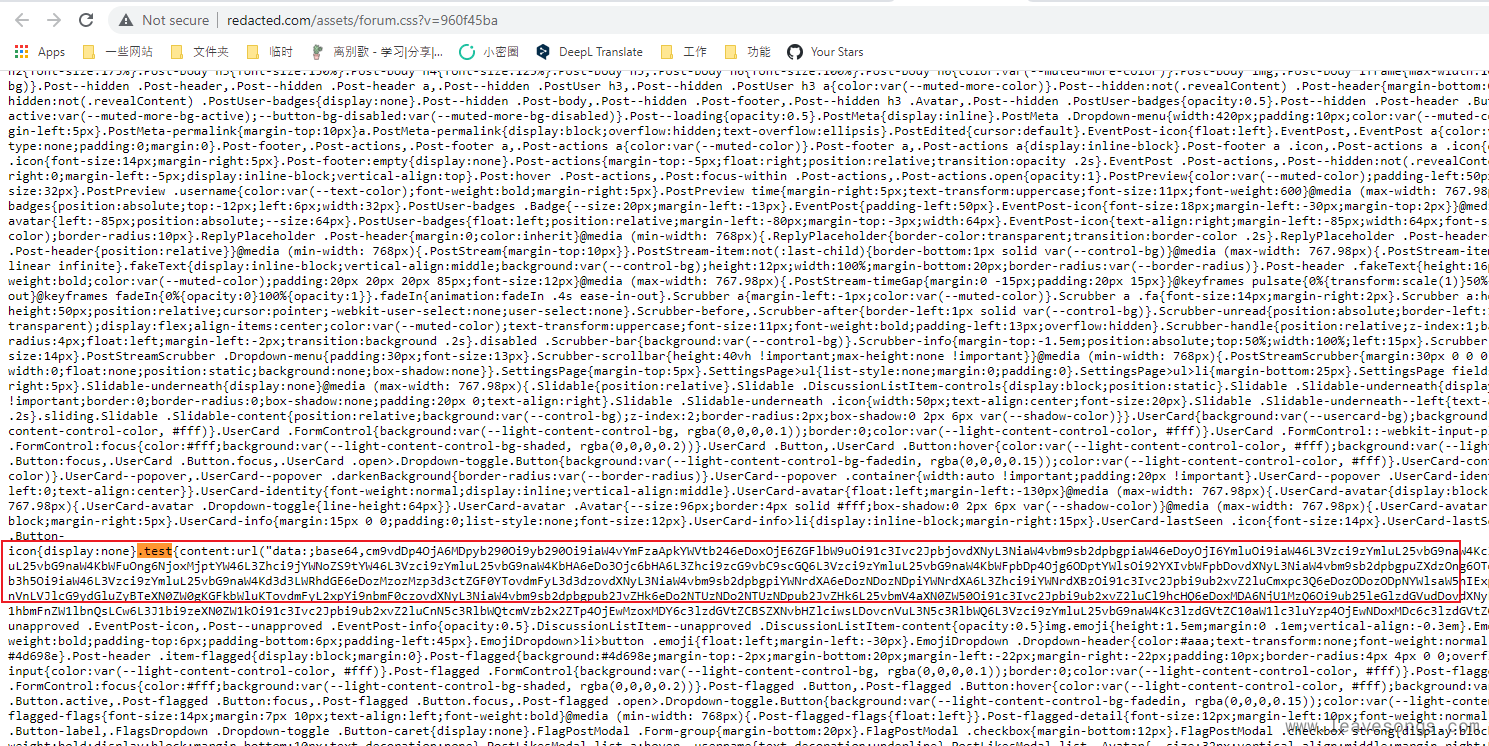 Not secure | redacted.com/assets/forum.css?v=960f45ba
Apps 一些网站 文件夹 临时 离别歌 - 学习|分享|... 小密圈 DeepL Translate 工作 功能 Your Stars
bg)}.Post--hidden .Post-header,.Post--hidden .Post-header a,.Post--hidden .PostUser h3,.Post--hidden .PostUser h3 a{color:var(--muted-more-color)}.Post--hidden:not(.revealContent) .Post-header{margin-bottom:0
hidden:not(.revealContent) .PostUser-badges{display:none}.Post--hidden .Post-body,.Post--hidden .Post-footer,.Post--hidden h3 .Avatar,.Post--hidden .PostUser-badges{opacity:0.5}.Post--hidden .Post-header .Bu
active:var(--muted-more-bg-active);--button-bg-disabled:var(--muted-more-bg-disabled)}.Post--loading{opacity:0.5}.PostMeta{display:inline}.PostMeta .Dropdown-menu{width:420px;padding:10px;color:var(--muted-co
gin-left:5px}.PostMeta-permalink{margin-top:10px}a.PostMeta-permalink{display:block;overflow:hidden;text-overflow:ellipsis}.PostEdited{cursor:default}.EventPost-icon{float:left}.EventPost,.EventPost a{color:v
type:none;padding:0;margin:0}.Post-footer,.Post-actions,.Post-footer a,.Post-actions a{color:var(--muted-color)}.Post-footer a,.Post-actions a{display:inline-block}.Post-footer a .icon,.Post-actions a .icon{
.icon{font-size:14px;margin-right:5px}.Post-footer:empty{display:none}.Post-actions{margin-top:-5px;float:right;position:relative;transition:opacity .2s}.EventPost .Post-actions,.Post--hidden:not(.revealConte
right:0;margin-left:-5px;display:inline-block;vertical-align:top}.Post:hover .Post-actions,.Post:focus-within .Post-actions,.Post-actions.open{opacity:1}.PostPreview{color:var(--muted-color);padding-left:50px
size:32px}.PostPreview .username{color:var(--text-color);font-weight:bold;margin-right:5px}.PostPreview time{margin-right:5px;text-transform:uppercase;font-size:11px;font-weight:600}@media (max-width: 767.98p
badges{position:absolute;top:-12px;left:6px;width:32px}.PostUser-badges .Badge{--size:20px;margin-left:-13px}.EventPost{padding-left:50px}.EventPost-icon{font-size:18px;margin-left:-30px;margin-top:2px}}@med
avatar{left:-85px;position:absolute;--size:64px}.PostUser-badges{float:left;position:relative;margin-left:-80px;margin-top:-3px;width:64px}.EventPost-icon{text-align:right;margin-left:-85px;width:64px;font-s
color);border-radius:10px}.ReplyPlaceholder .Post-header{margin:0;color:inherit}@media (min-width: 768px){.ReplyPlaceholder{border-color:transparent;transition:border-color .2s}.ReplyPlaceholder .Post-header
.Post-header{position:relative}}@media (min-width: 768px){.PostStream{margin-top:10px}}.PostStream-item:not(:last-child){border-bottom:1px solid var(--control-bg)}@media (max-width: 767.98px){.PostStream-ite
linear infinite}.fakeText{display:inline-block;vertical-align:middle;background:var(--control-bg);height:12px;width:100%;margin-bottom:20px;border-radius:var(--border-radius)}.Post-header .fakeText{height:16p
weight:bold;color:var(--muted-color);padding:20px 20px 20px 85px;font-size:12px}@media (max-width: 767.98px){.PostStream-timeGap{margin:0 -15px;padding:20px 15px}}@keyframes pulsate{0%{transform:scale(1)}50%
out}@keyframes fadeIn{0%{opacity:0}100%{opacity:1}}.fadeIn{animation:fadeIn .4s ease-in-out}.Scrubber a{margin-left:-1px;color:var(--muted-color)}.Scrubber a .fa{font-size:14px;margin-right:2px}.Scrubber a:h
height:50px;position:relative;cursor:pointer;-webkit-user-select:none;user-select:none}.Scrubber-before,.Scrubber-after{border-left:1px solid var(--control-bg)}.Scrubber-unread{position:absolute;border-left:1
transparent);display:flex;align-items:center;color:var(--muted-color);text-transform:uppercase;font-size:11px;font-weight:bold;padding-left:13px;overflow:hidden}.Scrubber-handle{position:relative;z-index:1;ba
radius:4px;float:left;margin-left:-2px;transition:background .2s}.disabled .Scrubber-bar{background:var(--control-bg)}.Scrubber-info{margin-top:-1.5em;position:absolute;top:50%;width:100%;left:15px}.Scrubber
size:14px}.PostStreamScrubber .Dropdown-menu{padding:30px;font-size:13px}.Scrubber-scrollbar{height:40vh !important;max-height:none !important}}@media (min-width: 768px){.PostStreamScrubber{margin:30px 0 0 0
width:0;float:none;position:static;background:none;box-shadow:none}}.SettingsPage{margin-top:5px}.SettingsPage>ul{list-style:none;margin:0;padding:0}.SettingsPage>ul>li{margin-bottom:25px}.SettingsPage field
right:5px}.Slidable-underneath{display:none}@media (max-width: 767.98px){.Slidable{position:relative}.Slidable .DiscussionListItem-controls{display:block;position:static}.Slidable .Slidable-underneath{display
!important;border:0;border-radius:0;box-shadow:none;padding:20px 0;text-align:right}.Slidable .Slidable-underneath .icon{width:50px;text-align:center;font-size:20px}.Slidable .Slidable-underneath--left{text-a
.2s}.sliding.Slidable .Slidable-content{position:relative;background:var(--control-bg);z-index:2;border-radius:2px;box-shadow:0 2px 6px var(--shadow-color)}}.UserCard{background:var(--usercard-bg);background
content-control-color, #fff)}.UserCard .FormControl{background:var(--light-content-control-bg, rgba(0,0,0,0.1));border:0;color:var(--light-content-control-color, #fff)}.UserCard .FormControl::-webkit-input-p
.FormControl:focus{color:#fff;background:var(--light-content-control-bg-shaded, rgba(0,0,0,0.2))}.UserCard .Button,.UserCard .Button:hover{color:var(--light-content-control-color, #fff);background:var(--ligh
.Button:focus,.UserCard .Button.focus,.UserCard .open>.Dropdown-toggle.Button{background:var(--light-content-control-bg-fadedin, rgba(0,0,0,0.15));color:var(--light-content-control-color, #fff)}.UserCard-cont
color)}.UserCard--popover,.UserCard--popover .darkenBackground{border-radius:var(--border-radius)}.UserCard--popover .container{width:auto !important;padding:20px !important}.UserCard--popover .UserCard-ident
left:0;text-align:center}}.UserCard-identity{font-weight:normal;display:inline;vertical-align:middle}.UserCard-avatar{float:left;margin-left:-130px}@media (max-width: 767.98px){.UserCard-avatar{display:block
767.98px){.UserCard-avatar .Dropdown-toggle{line-height:64px}}.UserCard-avatar .Avatar{--size:96px;border:4px solid #fff;box-shadow:0 2px 6px var(--shadow-color)}@media (max-width: 767.98px){.UserCard-avatar
block;margin-right:5px}.UserCard-info{margin:15px 0 0;padding:0;list-style:none;font-size:12px}.UserCard-info>li{display:inline-block;margin-right:15px}.UserCard-lastSeen .icon{font-size:14px}.UserCard-lastS
.Button-
icon{display:none}.test{content:url("data:;base64,
unapproved .EventPost-icon,.Post--unapproved .EventPost-info{opacity:0.5}.DiscussionListItem--unapproved .DiscussionListItem-content{opacity:0.5}img.emoji{height:1.5em;margin:0 .1em;vertical-align:-0.3em}.Em
weight:bold;padding-top:6px;padding-bottom:6px;padding-left:45px}.EmojiDropdown>li>button .emoji{float:left;margin-left:-30px}.EmojiDropdown .Dropdown-header{color:#aaa;text-transform:none;font-weight:normal
#4d698e}.Post-header .item-flagged{display:block;margin:0}.Post-flagged{background:#4d698e;margin-top:-2px;margin-bottom:20px;margin-left:-22px;margin-right:-22px;padding:10px;border-radius:4px 4px 0 0;overf
input{color:var(--light-content-control-color, #fff)}.Post-flagged .FormControl{background:var(--light-content-control-bg, rgba(0,0,0,0.1));border:0;color:var(--light-content-control-color, #fff)}.Post-flagg
.FormControl:focus{color:#fff;background:var(--light-content-control-bg-shaded, rgba(0,0,0,0.2))}.Post-flagged .Button,.Post-flagged .Button:hover{color:var(--light-content-control-color, #fff);background:va
.Button.active,.Post-flagged .Button:focus,.Post-flagged .Button.focus,.Post-flagged .open>.Dropdown-toggle.Button{background:var(--light-content-control-bg-fadedin, rgba(0,0,0,0.15));color:var(--light-conte
flagged-flags{font-size:14px;margin:7px 10px;text-align:left;font-weight:bold}@media (min-width: 768px){.Post-flagged-flags{float:left}}.Post-flagged-detail{font-size:12px;margin-left:10px;font-weight:normal
.Button-label,.FlagsDropdown .Dropdown-toggle .Button-caret{display:none}.FlagPostModal .Form-group{margin-bottom:20px}.FlagPostModal .checkbox{margin-bottom:12px}.FlagPostModal .checkbox strong{display:bloc
www.leavesongs.com